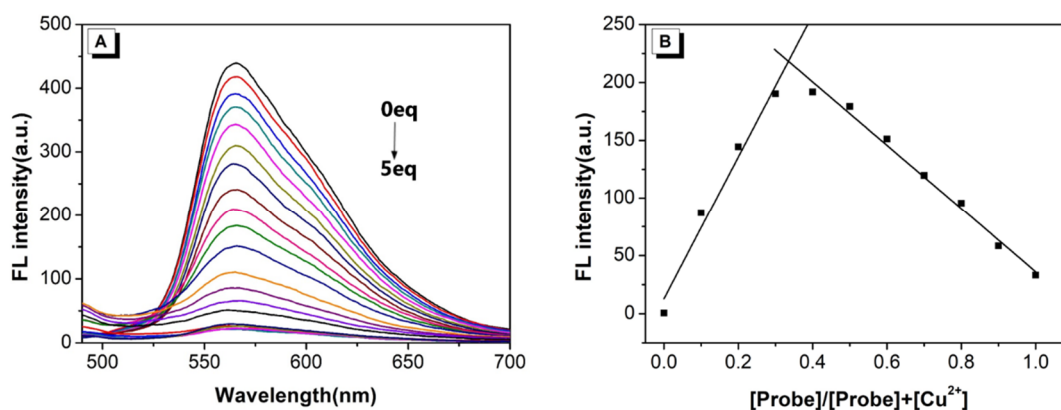 A
500
400
300
200
100
0
FL intensity(a.u.)
500
550
600
650
700
Wavelength(nm)
0eq
5eq
B
250
200
150
100
50
0
FL intensity(a.u.)
0.0
0.2
0.4
0.6
0.8
1.0
[Probe]/[Probe]+[Cu²⁺]